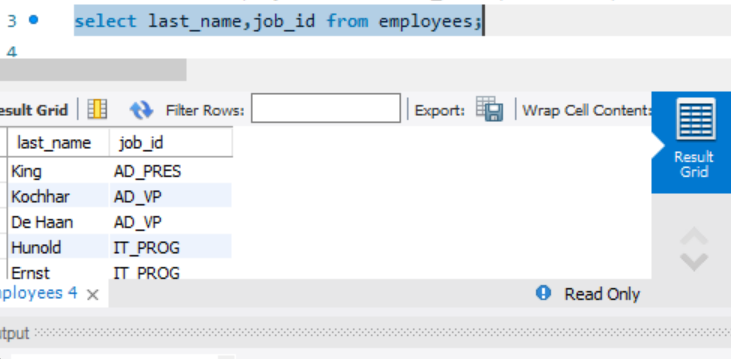 3 select last_name,job_id from employees;
4
esult Grid Filter Rows: Export: Wrap Cell Content:
last_name job_id
King AD_PRES
Kochhar AD_VP
De Haan AD_VP
Hunold IT_PROG
Ernst IT_PROG
Result
Grid
ployees 4 × Read Only
tput